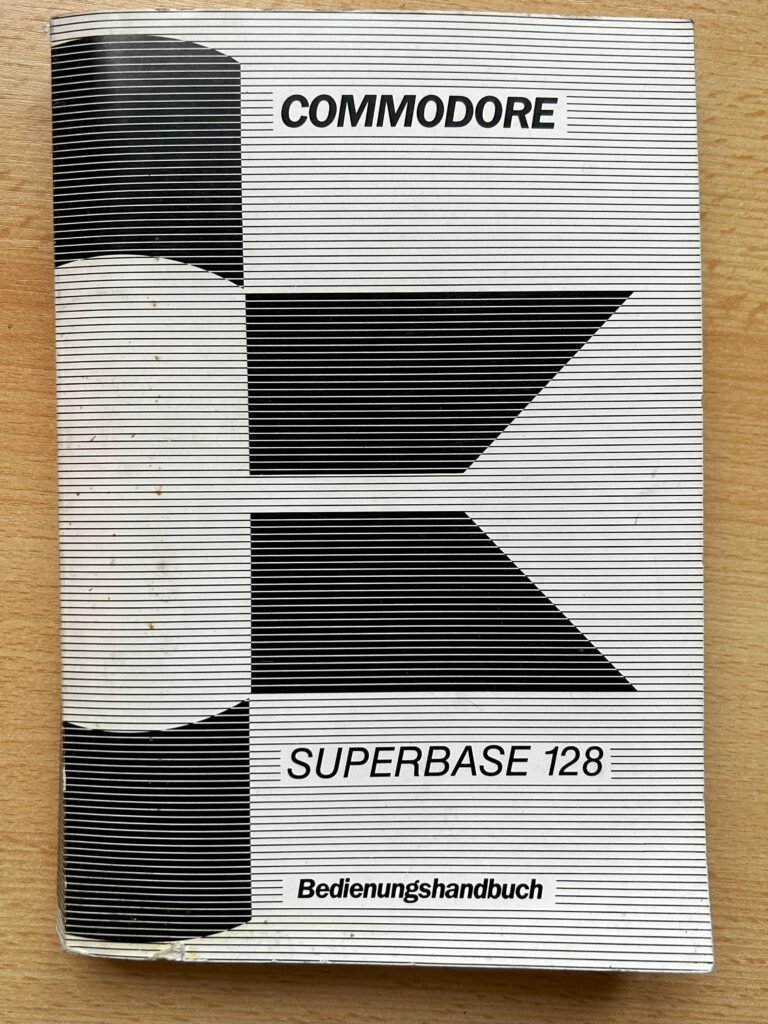 COMMODORE
SUPERBASE 128
Bedienungshandbuch